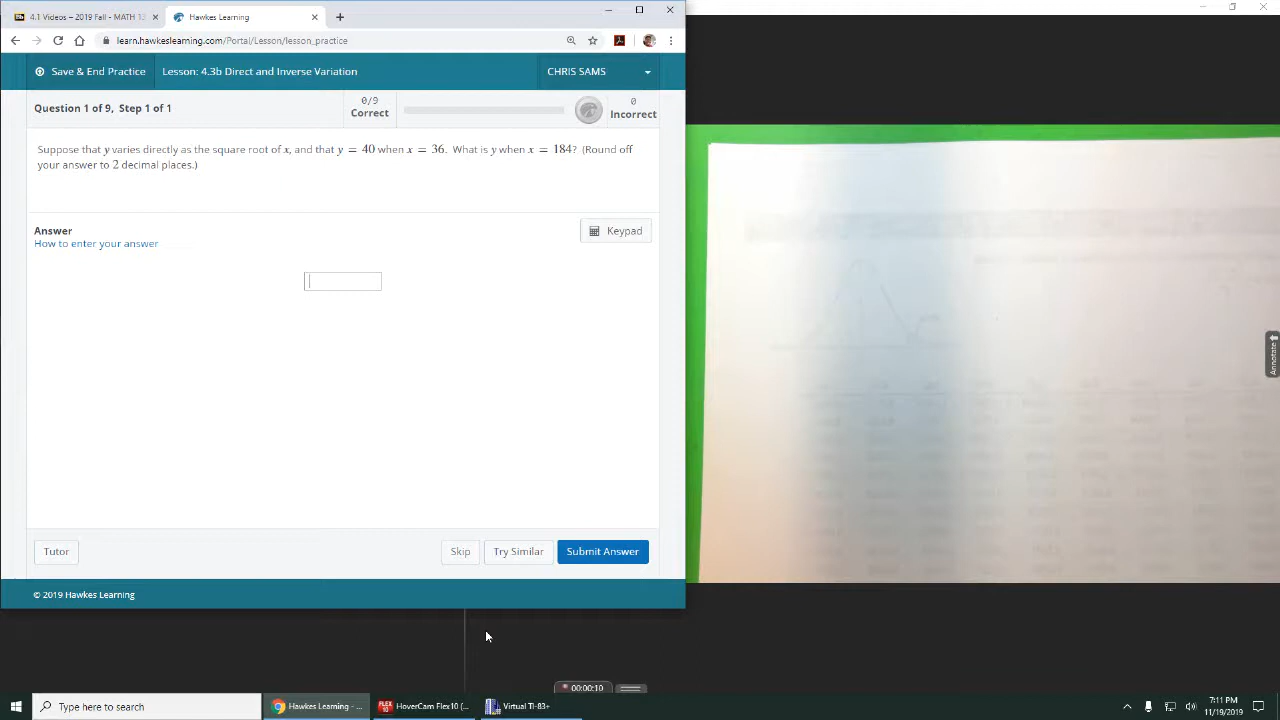 4.1 Videos – 2019 Fall - MATH 13
Hawkes Learning
learn.hawkeslearning.com/Portal/Lesson/lesson_practice
Save & End Practice
Lesson: 4.3b Direct and Inverse Variation
CHRIS SAMS
Question 1 of 9, Step 1 of 1
0/9
Correct
0
Incorrect
Suppose that y varies directly as the square root of x, and that y = 40 when x = 36. What is y when x = 184? (Round off
your answer to 2 decimal places.)
Answer
Keypad
How to enter your answer
Annotate
Tutor
Skip
Try Similar
Submit Answer
© 2019 Hawkes Learning
00:00:10
Type here to search
Hawkes Learning - ...
FLEX
10
HoverCam Flex10 (...
Virtual TI-83+
7:11 PM
11/19/2019